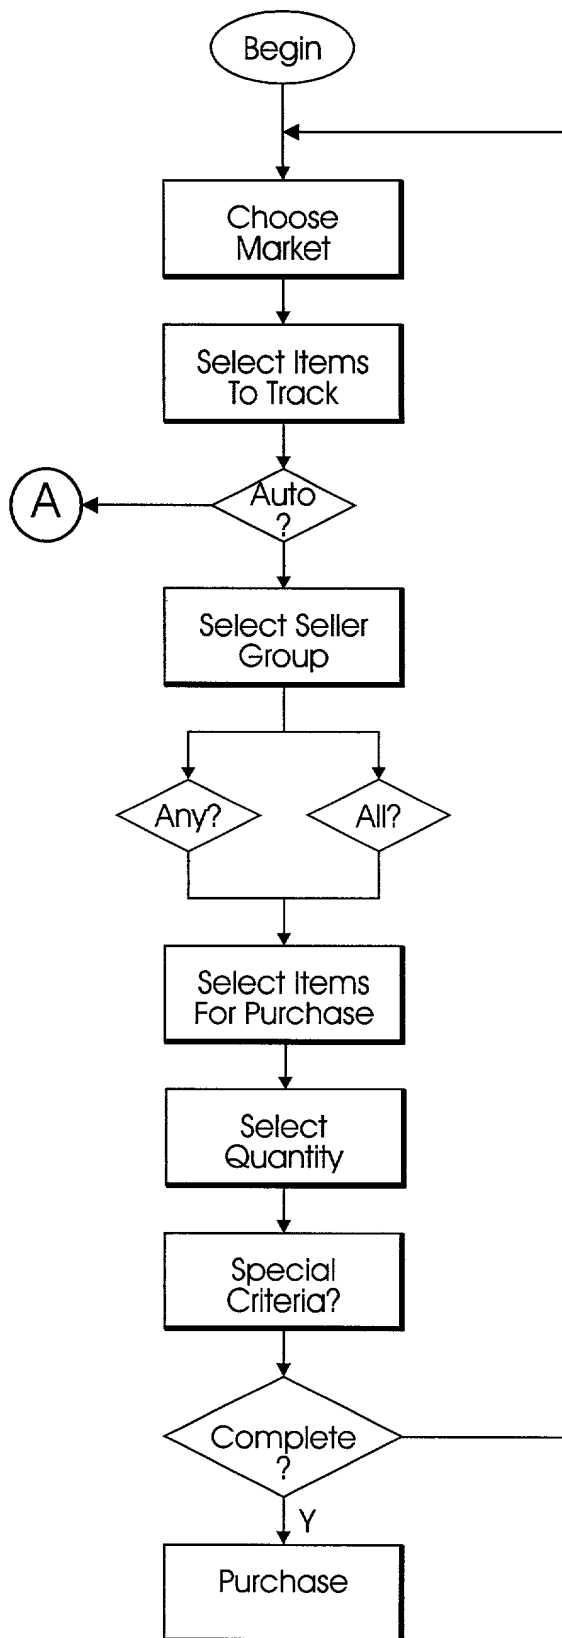 Begin
Choose
Market
Select Items
To Track
A
Auto
?
Select Seller
Group
Any?
All?
Select Items
For Purchase
Select
Quantity
Special
Criteria?
Complete
?
Y
Purchase